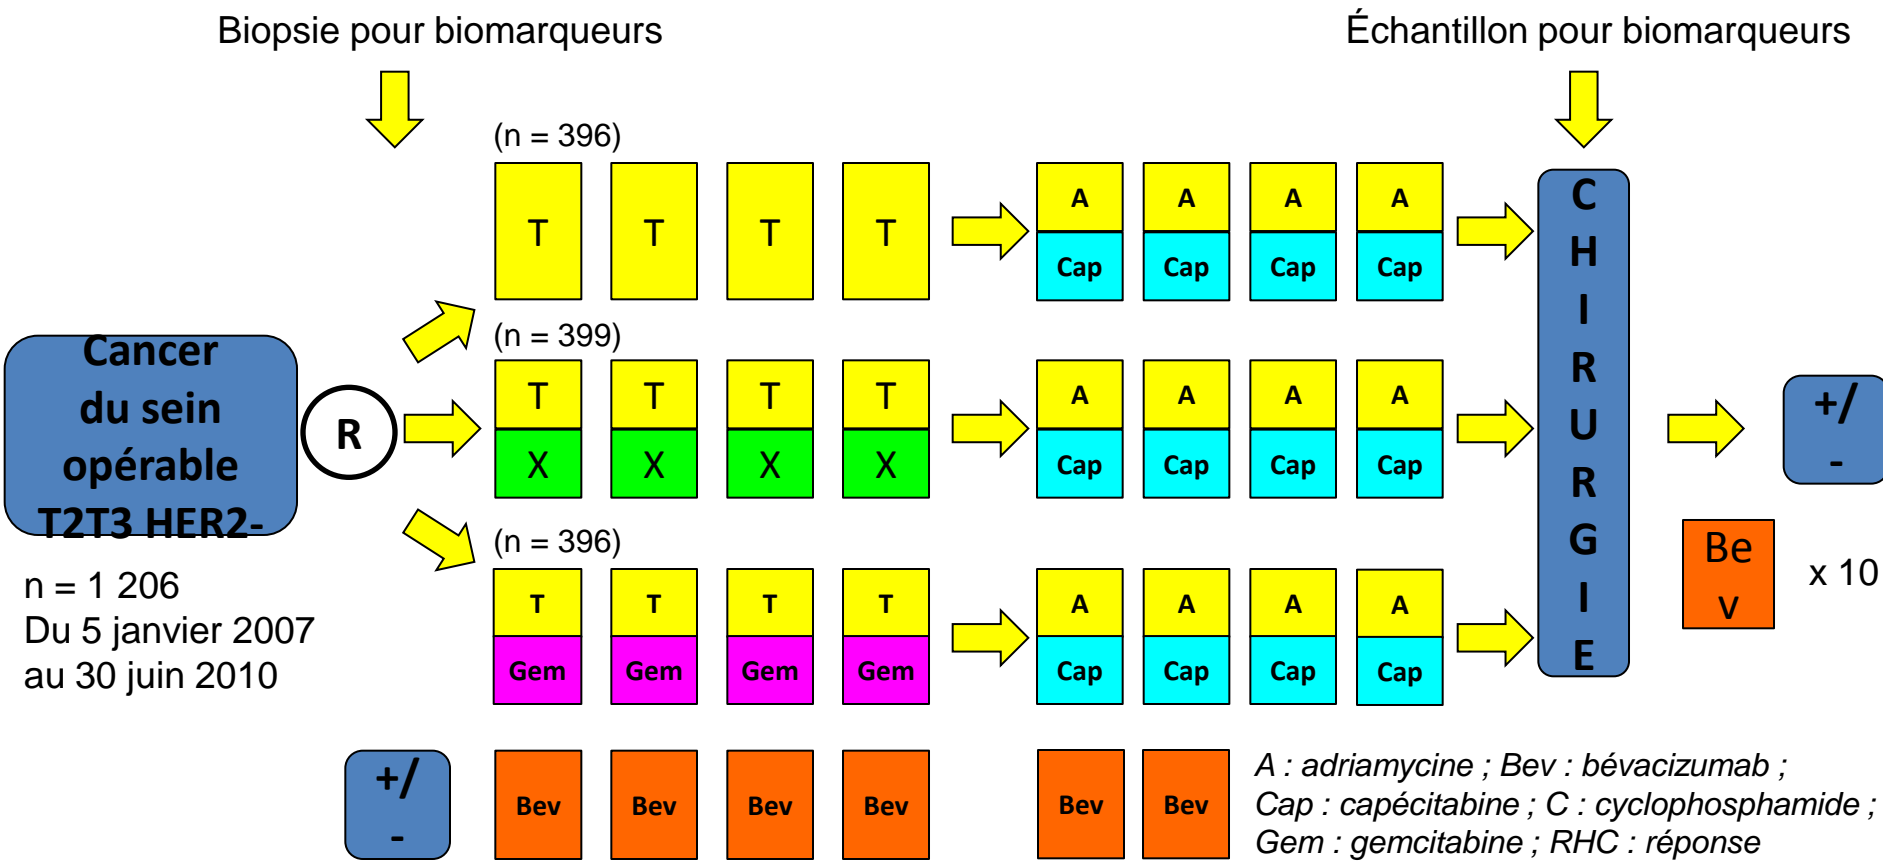 Biopsie pour biomarqueurs
Échantillon pour biomarqueurs
(n = 396)
T T T T
A A A A
Cap Cap Cap Cap
(n = 399)
T T T T
X X X X
A A A A
Cap Cap Cap Cap
(n = 396)
T T T T
Gem Gem Gem Gem
A A A A
Cap Cap Cap Cap
Cancer
du sein
opérable
T2T3 HER2-
R
n = 1 206
Du 5 janvier 2007
au 30 juin 2010
C
H
I
R
U
R
G
I
E
+/
-
Be
v
x 10
+/
-
Bev Bev Bev Bev
Bev Bev
A : adriamycine ; Bev : bévacizumab ;
Cap : capécitabine ; C : cyclophosphamide ;
Gem : gemcitabine ; RHC : réponse